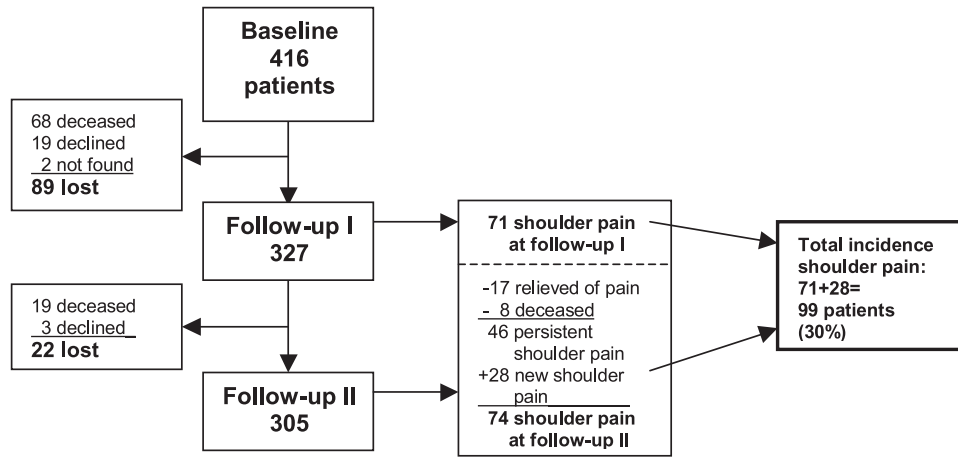 Baseline
416
patients
68 deceased
19 declined
2 not found
89 lost
Follow-up I
327
19 deceased
3 declined
22 lost
Follow-up II
305
71 shoulder pain
at follow-up I
-17 relieved of pain
- 8 deceased
46 persistent
shoulder pain
+28 new shoulder
pain
74 shoulder pain
at follow-up II
Total incidence
shoulder pain:
71+28=
99 patients
(30%)